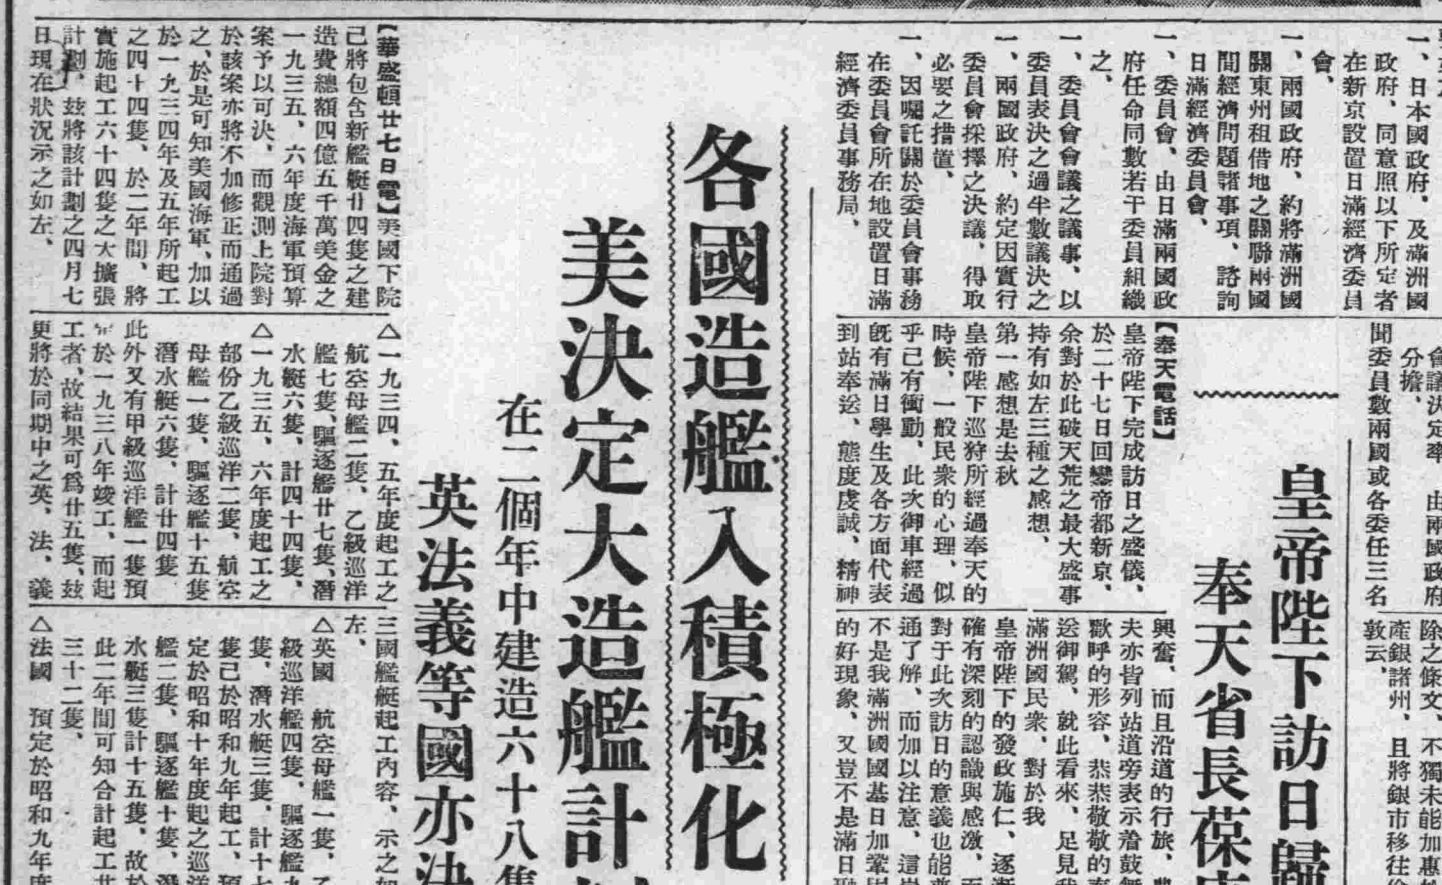 一、日本國政府、及滿洲國
政府、同意照以下所定者
在新京設置日滿經濟委員
會、
一、兩國政府、約將滿洲國
關東州租借地之關聯兩國
間經濟問題諸事項、諮詢
日滿經濟委員會、
一、委員會、由日滿兩國政
府任命同數若干委員組織
之、
一、委員會會議之議事、以
委員表決之過半數議決之
一、兩國政府、約定因實行
委員會採擇之決議、得取
必要之措置、
一、因囑託關於委員會事務
在委員會所在地設置日滿
經濟委員事務局、
會議決定率、由兩國政府
分擔、
聞委員數兩國或各委任三名
除之條文、不獨未能加惠
產銀諸州、且將銀市移往
敦云、
皇帝陛下訪日歸
奉天省長葆
【奉天電話】
皇帝陛下完成訪日之盛儀、
於二十七日回鑾帝都新京、
余對於此破天荒之最大盛事
持有如左三種之感想、
第一感想是去秋
皇帝陛下巡狩所經過奉天的
時候、一般民衆的心理、似
乎已有衝動、此次御車經過
既有滿日學生及各方面代表
到站奉送、態度虔誠、精神
興奮、而且沿道的行旅、
夫亦皆列站道旁表示着鼓
歡呼的形容、恭恭敬敬的
送御駕、就此看來、足見我
滿洲國民衆、對於我
皇帝陛下的發政施仁、逐漸
確有深刻的認識與感激、而
對于此次訪日的意義也能
通了解、而加以注意、這豈
不是我滿洲國國基日加鞏固
的好現象、又豈不是滿日融
各國造艦入積極化
美決定大造艦計
在二個年中建造六十八隻
英法義等國亦決
【華盛頓廿七日電】美國下院
已將包含新艦艇廿四隻之建
造費總額四億五千萬美金之
一九三五、六年度海軍預算
案予以可決、而觀測上院對
於該案亦將不加修正而通過
之、於是可知美國海軍、加以
於一九三四年及五年所起工
之四十四隻、於二年間、將
實施起工六十四隻之大擴張
計劃、茲將該計劃之四月七
日現在狀況示之如左、
△一九三四、五年度起工之
航空母艦二隻、乙級巡洋
艦七隻、驅逐艦廿七隻、潛
水艇六隻、計四十四隻、
△一九三五、六年度起工之
部份乙級巡洋二隻、航空
母艦一隻、驅逐艦十五隻
潛水艇六隻、計廿四隻
此外又有甲級巡洋艦一隻預
定於一九三八年竣工、而起
工者、故結果可爲廿五隻、茲
更將於同期中之英、法、義
三國艦艇起工內容、示之如
左、
△英國　航空母艦一隻、乙
級巡洋艦四隻、驅逐艦九
隻、潛水艇三隻、計十七
隻已於昭和九年起工、預
定於昭和十年度起之巡洋
艦二隻、驅逐艦十隻、潛
水艇三隻計十五隻、故於
此二年間可知合計起工共
三十二隻、
△法國　預定於昭和九年度